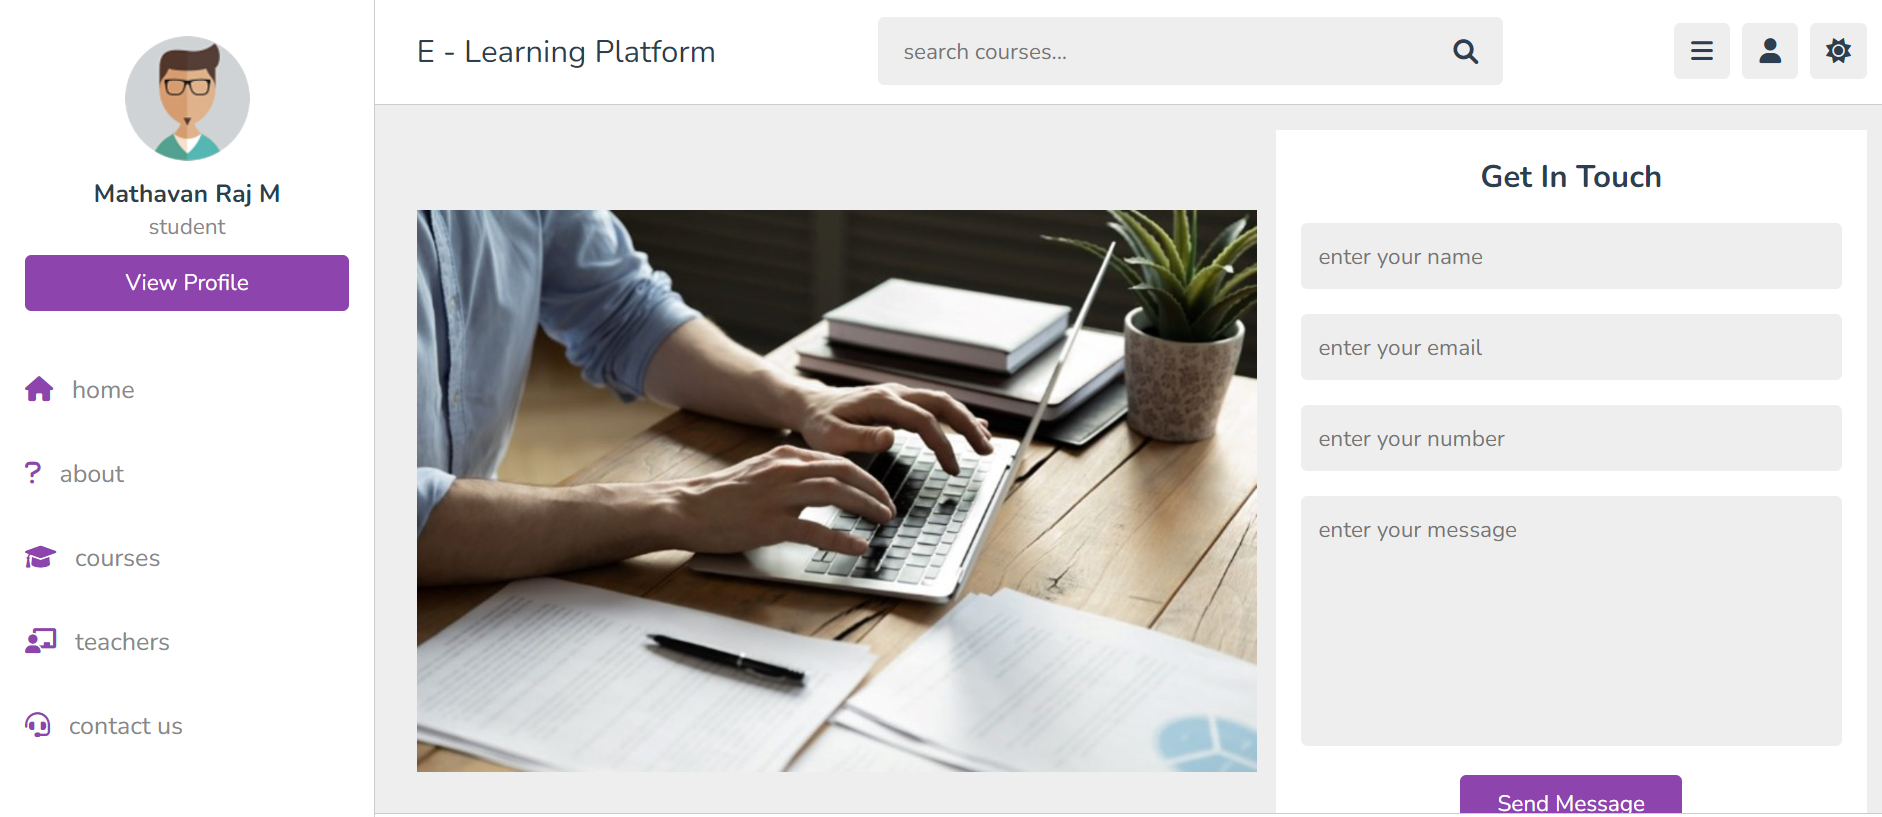 Mathavan Raj M
student
View Profile
home
about
courses
teachers
contact us
E - Learning Platform
search courses...
Get In Touch
enter your name
enter your email
enter your number
enter your message
Send Message